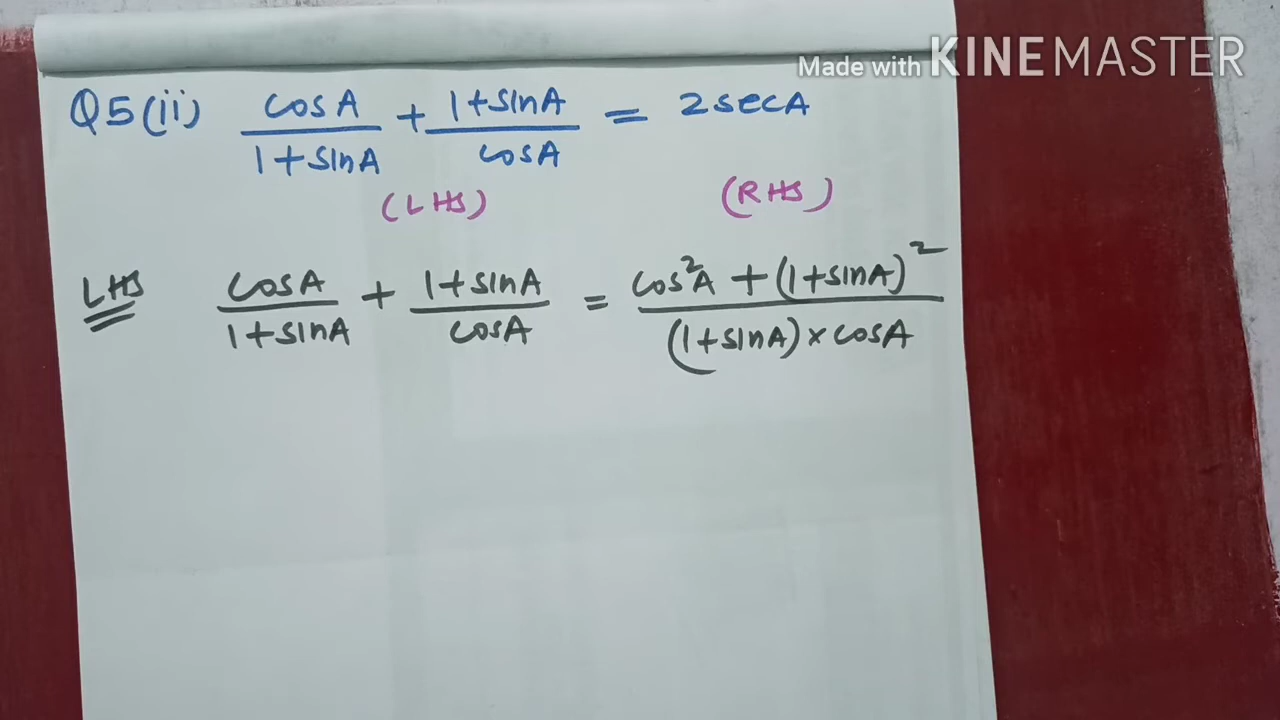 Made with KINEMASTER
Q5(ii) cosA/1+sinA + 1+sinA/cosA = 2secA
(LHS) (RHS)
LHS cosA/1+sinA + 1+sinA/cosA = cos²A+(1+sinA)²/(1+sinA)×cosA